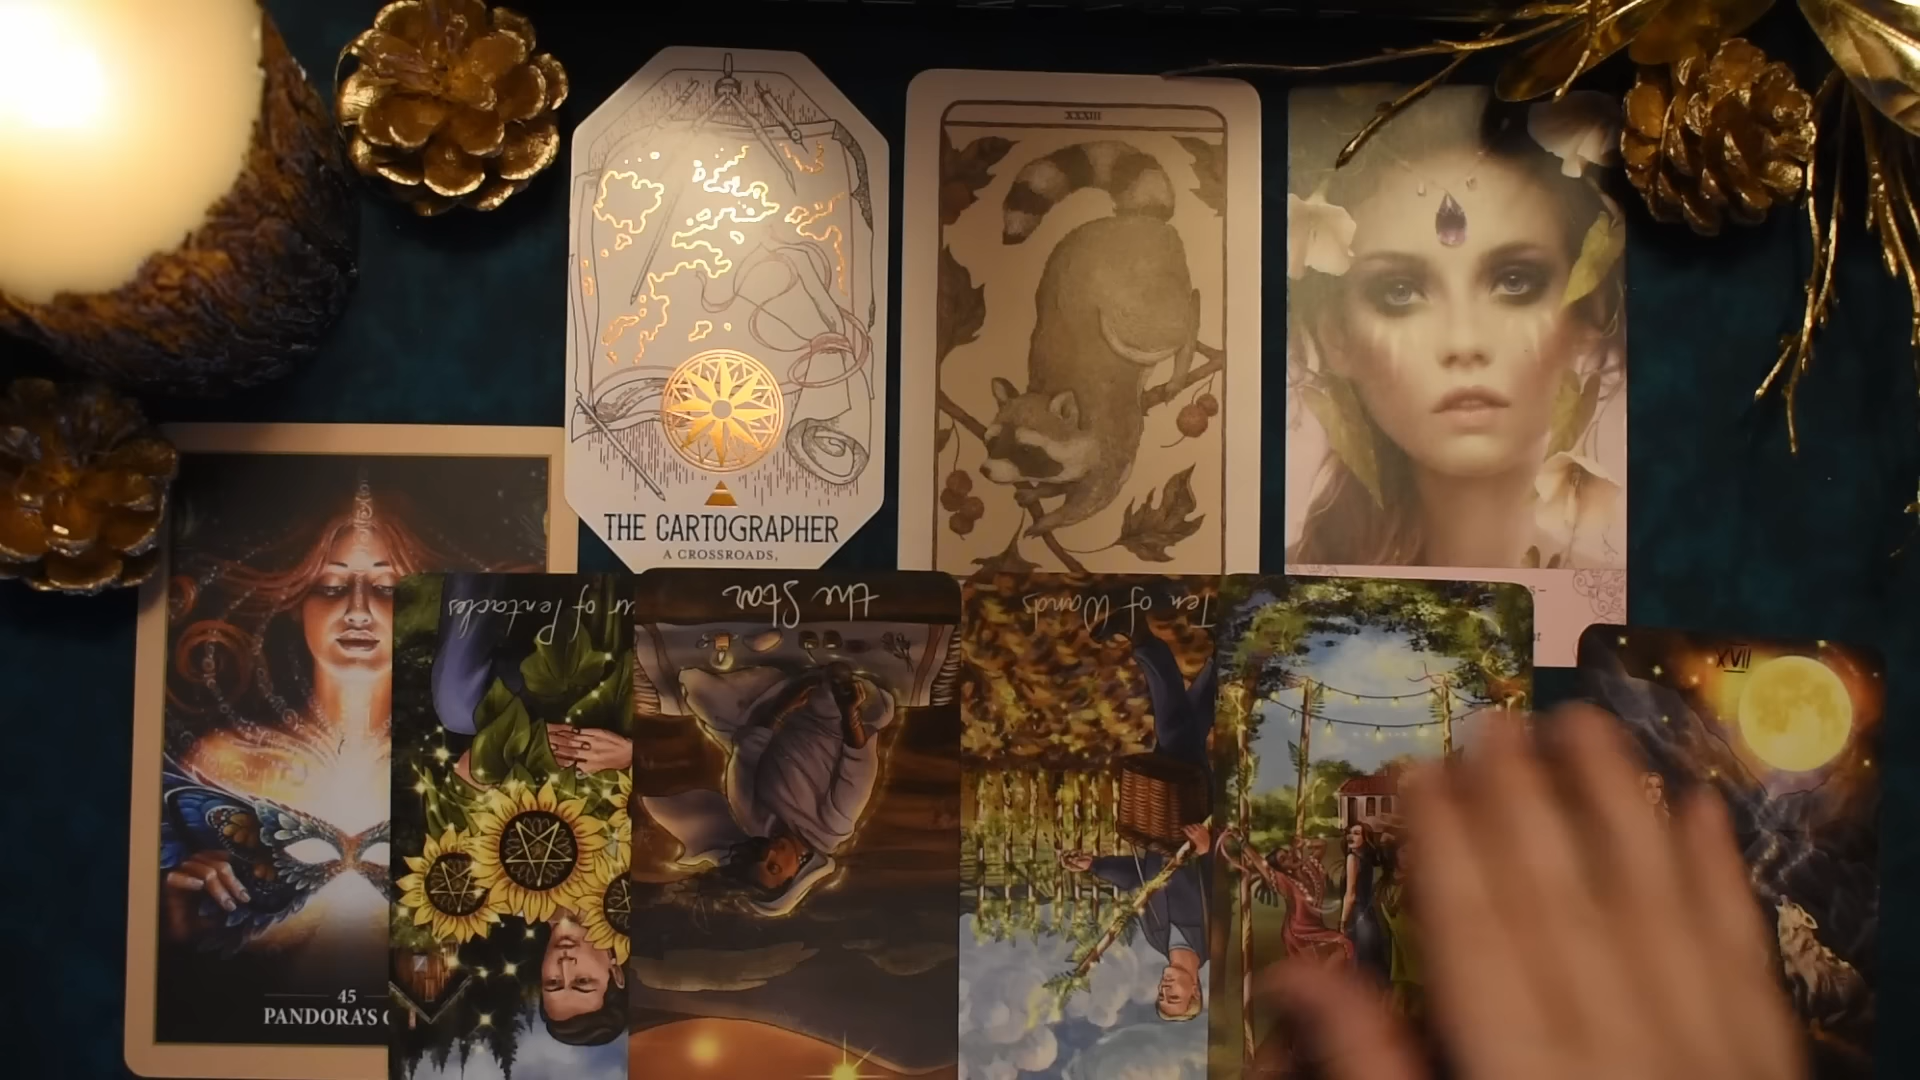 XXXIII
THE CARTOGRAPHER
A CROSSROADS,
of Pentacles
the Star
Ten of Wands
XVII
45
PANDORA'S